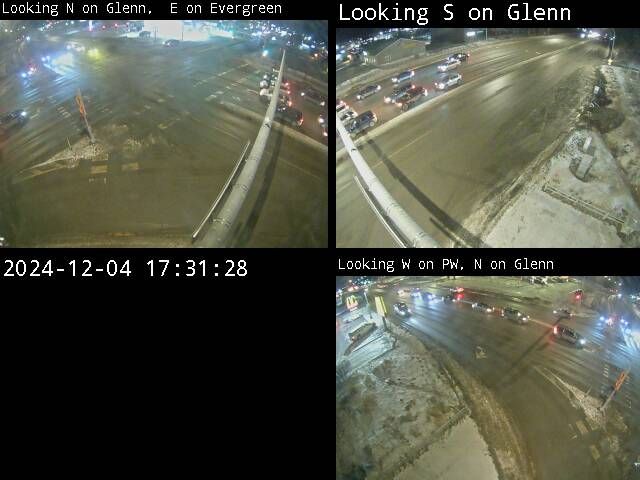 Looking N on Glenn,  E on Evergreen
Looking S on Glenn
2024-12-04 17:31:28
Looking W on PW, N on Glenn